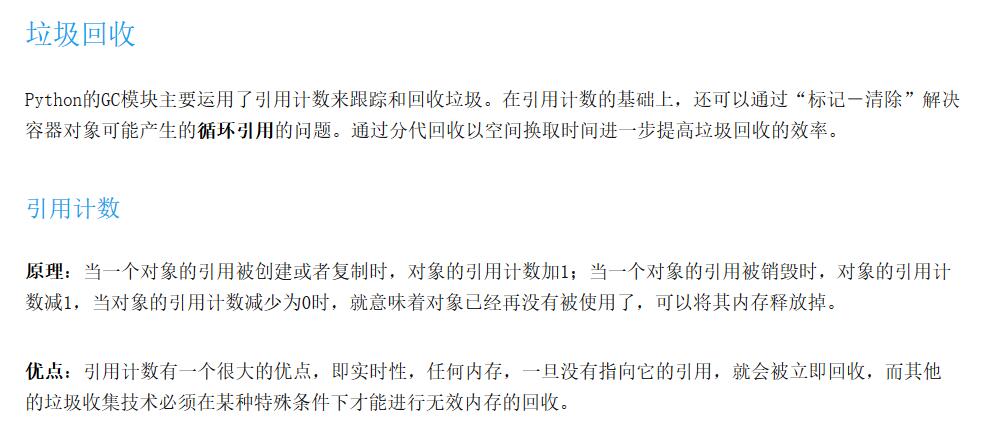 垃圾回收
Python的GC模块主要运用了引用计数来跟踪和回收垃圾。在引用计数的基础上，还可以通过“标记－清除”解决
容器对象可能产生的循环引用的问题。通过分代回收以空间换取时间进一步提高垃圾回收的效率。
引用计数
原理：当一个对象的引用被创建或者复制时，对象的引用计数加1；当一个对象的引用被销毁时，对象的引用计
数减1，当对象的引用计数减少为0时，就意味着对象已经再没有被使用了，可以将其内存释放掉。
优点：引用计数有一个很大的优点，即实时性，任何内存，一旦没有指向它的引用，就会被立即回收，而其他
的垃圾收集技术必须在某种特殊条件下才能进行无效内存的回收。